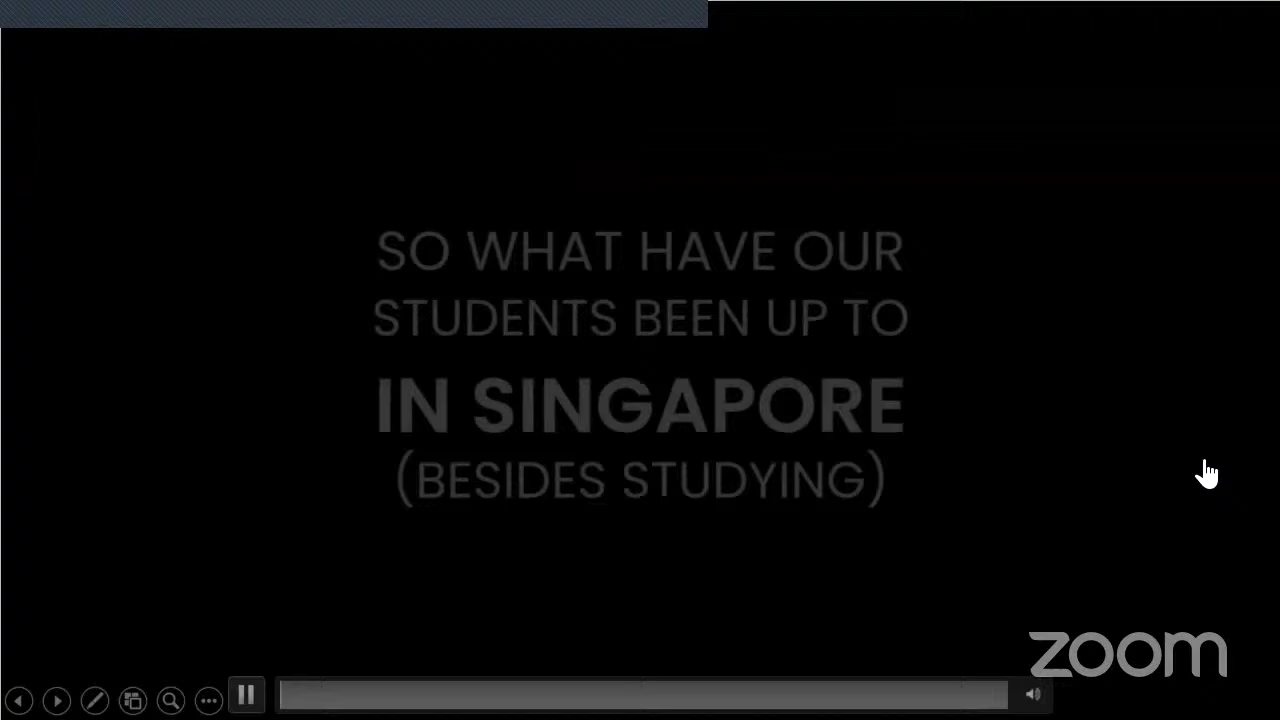 SO WHAT HAVE OUR
STUDENTS BEEN UP TO
IN SINGAPORE
(BESIDES STUDYING)
zoom